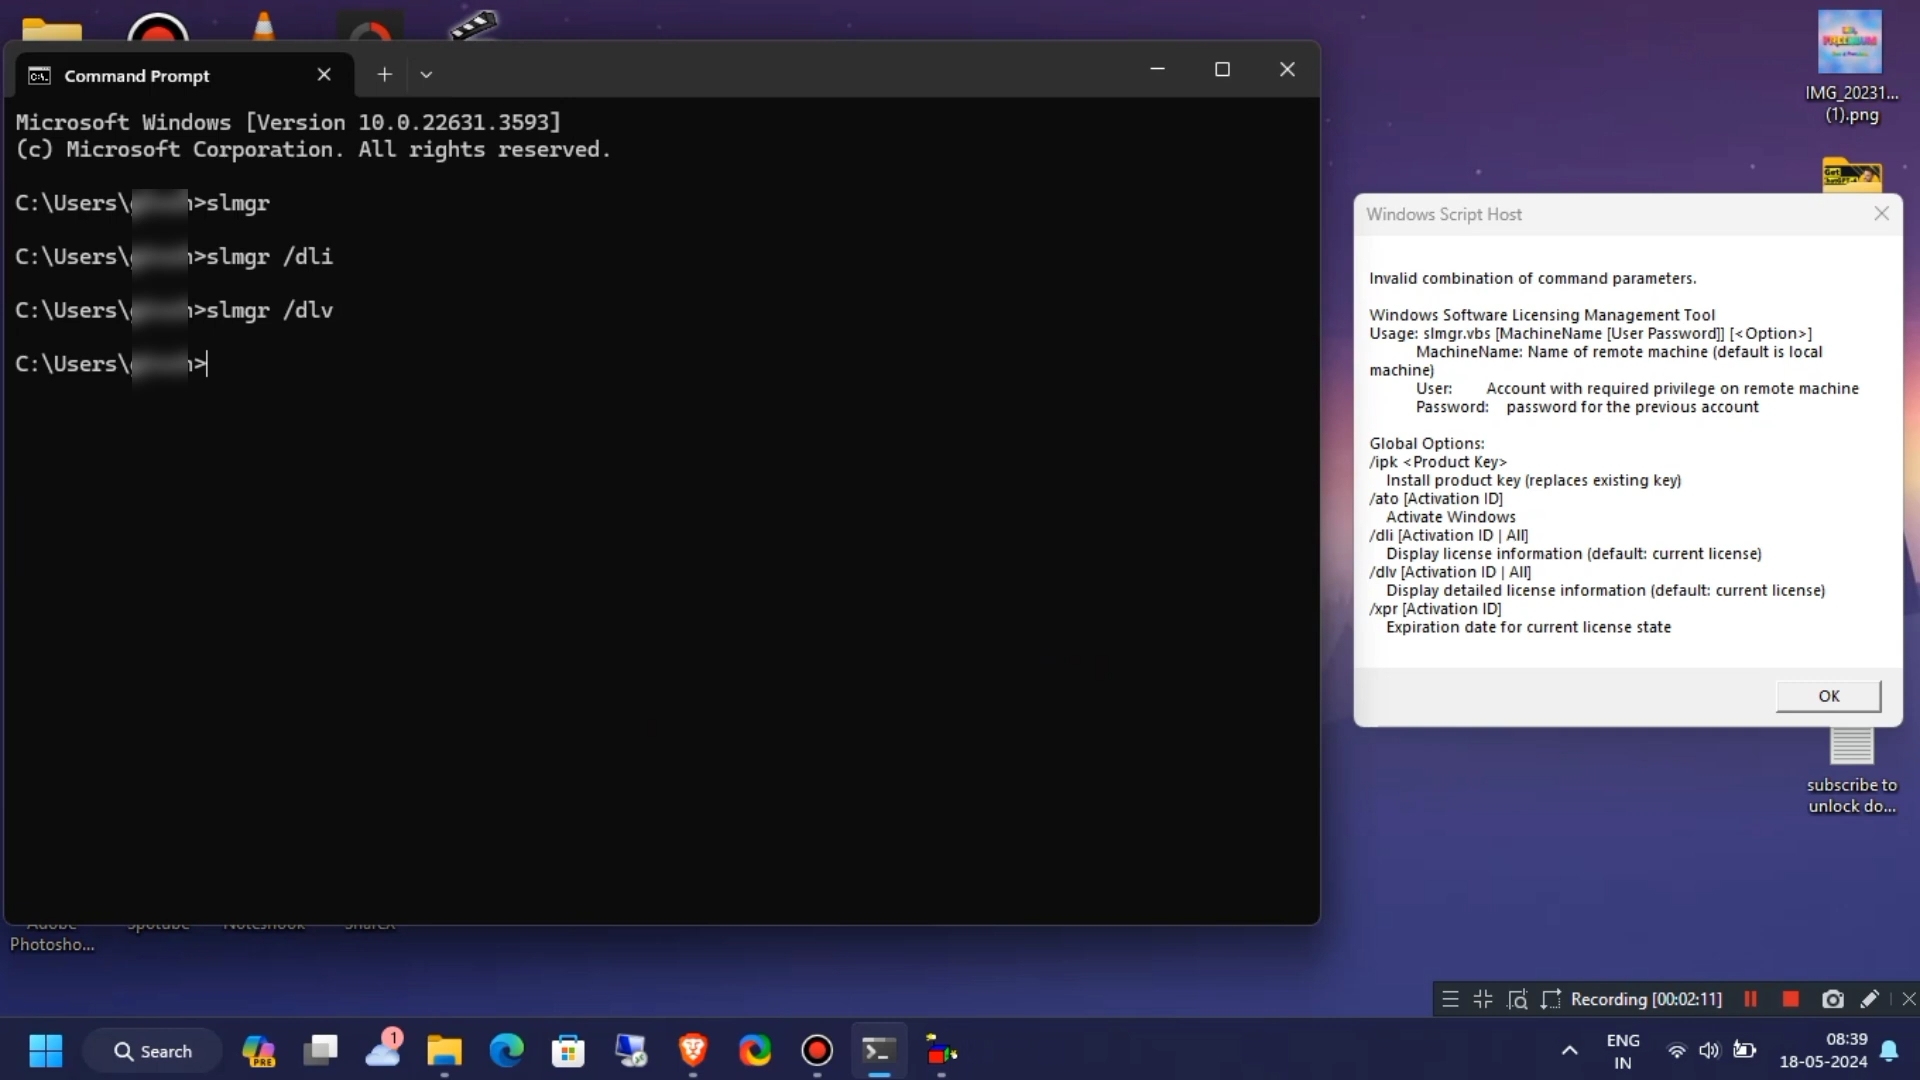 Command Prompt
Microsoft Windows [Version 10.0.22631.3593]
(c) Microsoft Corporation. All rights reserved.
C:\Users\ >slmgr
C:\Users\ >slmgr /dli
C:\Users\ >slmgr /dlv
C:\Users\ >
IMG_20231...
(1).png
Get
Windows Script Host
Invalid combination of command parameters.
Windows Software Licensing Management Tool
Usage: slmgr.vbs [MachineName [User Password]] [<Option>]
MachineName: Name of remote machine (default is local
machine)
User: Account with required privilege on remote machine
Password: password for the previous account
Global Options:
/ipk <Product Key>
Install product key (replaces existing key)
/ato [Activation ID]
Activate Windows
/dli [Activation ID | All]
Display license information (default: current license)
/dlv [Activation ID | All]
Display detailed license information (default: current license)
/xpr [Activation ID]
Expiration date for current license state
OK
subscribe to
unlock do...
Adobe Spotube Notesnook ShareX
Photosho...
Recording [00:02:11]
Search
PRE
1
ENG
IN
08:39
18-05-2024